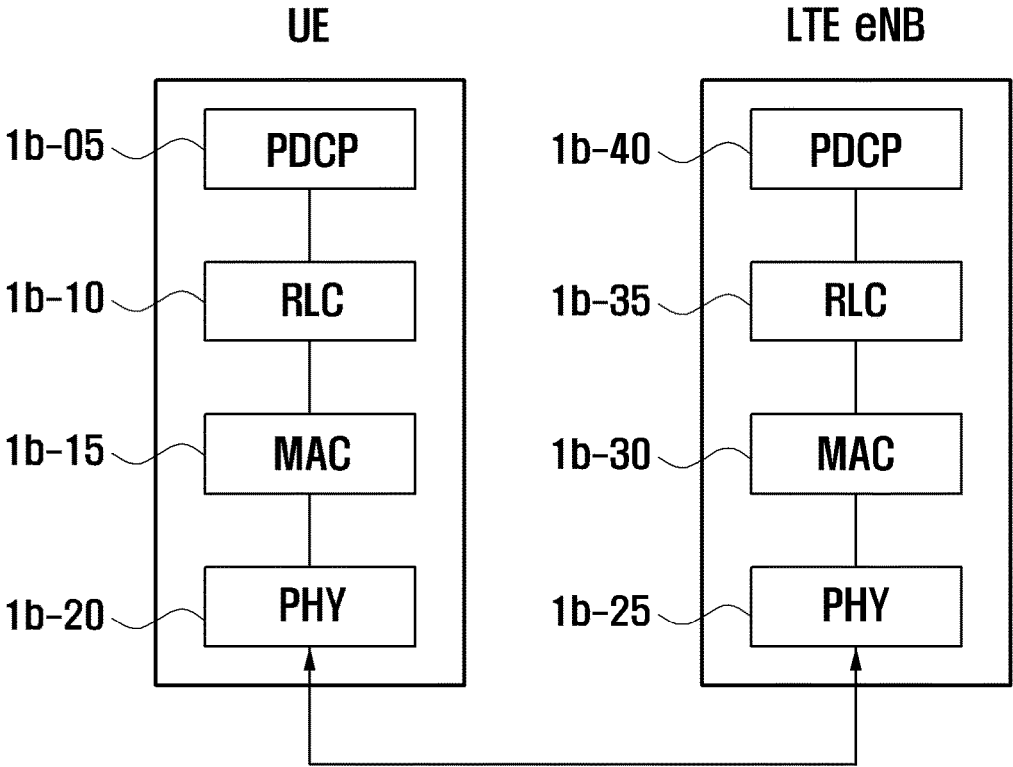 UE
LTE eNB
1b-05
PDCP
1b-40
PDCP
1b-10
RLC
1b-35
RLC
1b-15
MAC
1b-30
MAC
1b-20
PHY
1b-25
PHY